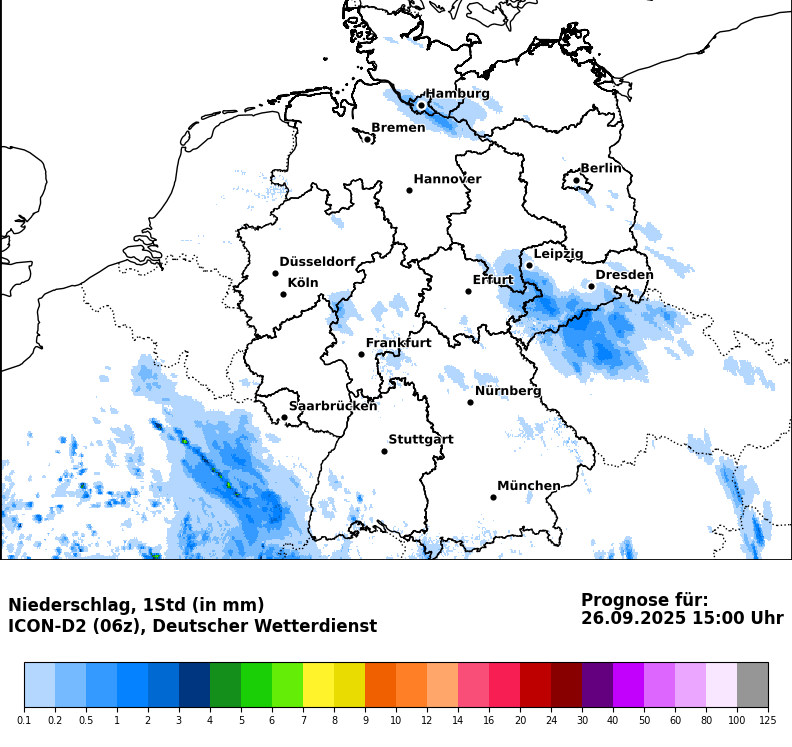 Hamburg
Bremen
Hannover
Berlin
Düsseldorf
Köln
Leipzig
Erfurt
Dresden
Frankfurt
Saarbrücken
Nürnberg
Stuttgart
München
Niederschlag, 1Std (in mm)
ICON-D2 (06z), Deutscher Wetterdienst
Prognose für:
26.09.2025 15:00 Uhr
0.1 0.2 0.5 1 2 3 4 5 6 7 8 9 10 12 14 16 20 24 30 40 50 60 80 100 125